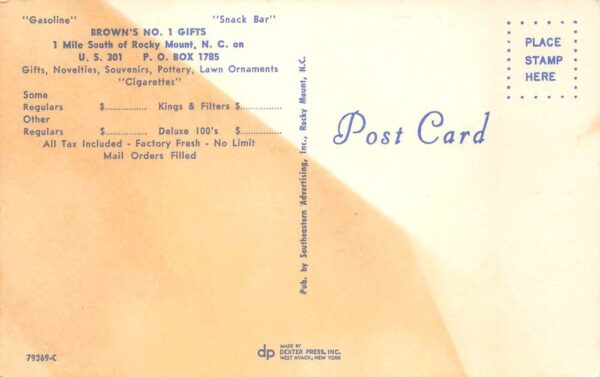 "Gasoline" "Snack Bar"
BROWN'S NO. 1 GIFTS
1 Mile South of Rocky Mount, N. C. on
U. S. 301 P. O. BOX 1785
Gifts, Novelties, Souvenirs, Pottery, Lawn Ornaments
"Cigarettes"
Some
Regulars $............... Kings & Filters $...............
Other
Regulars $............... Deluxe 100's $...............
All Tax Included - Factory Fresh - No Limit
Mail Orders Filled
79369-C
Pub. by Southeastern Advertising, Inc., Rocky Mount, N.C.
dp MADE BY
DEXTER PRESS, INC.
WEST NYACK, NEW YORK
Post Card
PLACE
STAMP
HERE